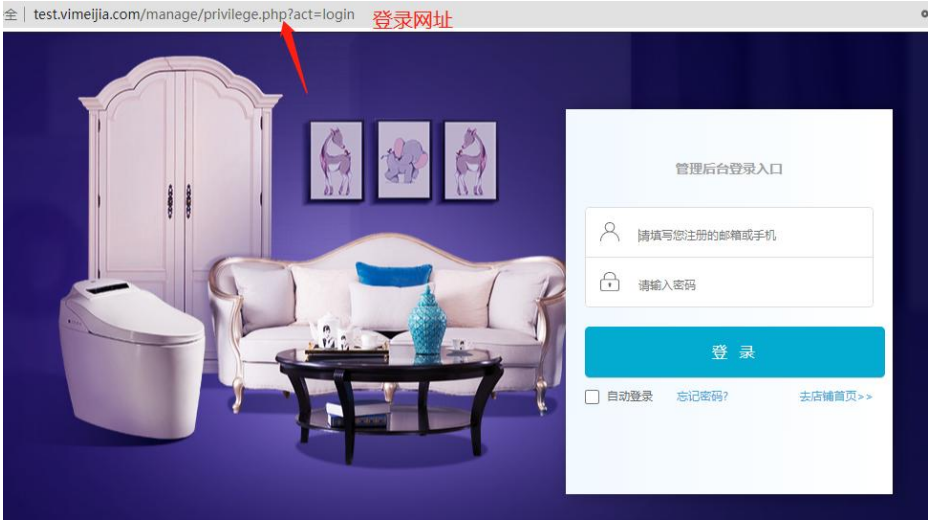 全 | test.vimeijia.com/manage/privilege.php?act=login
登录网址
管理后台登录入口
请填写您注册的邮箱或手机
请输入密码
登 录
自动登录 忘记密码? 去店铺首页>>